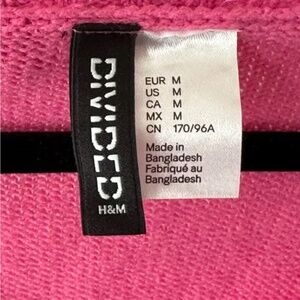 DIVIDED
H&M
EUR M
US M
CA M
MX M
CN 170/96A
Made in
Bangladesh
Fabriqué au
Bangladesh